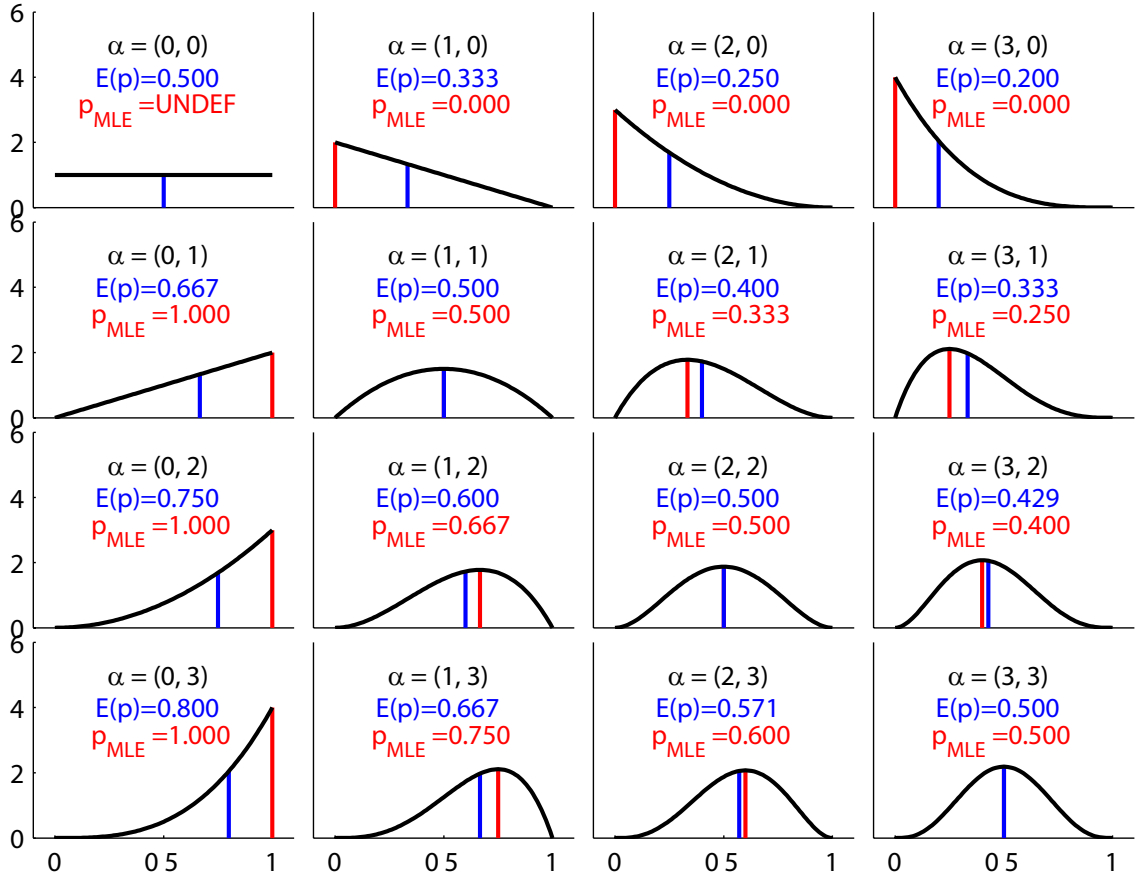 6
4
2
0
α = (0, 0)
E(p)=0.500
pMLE =UNDEF
α = (1, 0)
E(p)=0.333
pMLE =0.000
α = (2, 0)
E(p)=0.250
pMLE =0.000
α = (3, 0)
E(p)=0.200
pMLE =0.000
6
4
2
0
α = (0, 1)
E(p)=0.667
pMLE =1.000
α = (1, 1)
E(p)=0.500
pMLE =0.500
α = (2, 1)
E(p)=0.400
pMLE =0.333
α = (3, 1)
E(p)=0.333
pMLE =0.250
6
4
2
0
α = (0, 2)
E(p)=0.750
pMLE =1.000
α = (1, 2)
E(p)=0.600
pMLE =0.667
α = (2, 2)
E(p)=0.500
pMLE =0.500
α = (3, 2)
E(p)=0.429
pMLE =0.400
6
4
2
0
α = (0, 3)
E(p)=0.800
pMLE =1.000
α = (1, 3)
E(p)=0.667
pMLE =0.750
α = (2, 3)
E(p)=0.571
pMLE =0.600
α = (3, 3)
E(p)=0.500
pMLE =0.500
0 0 5 1
0 0 5 1
0 0 5 1
0 0 5 1